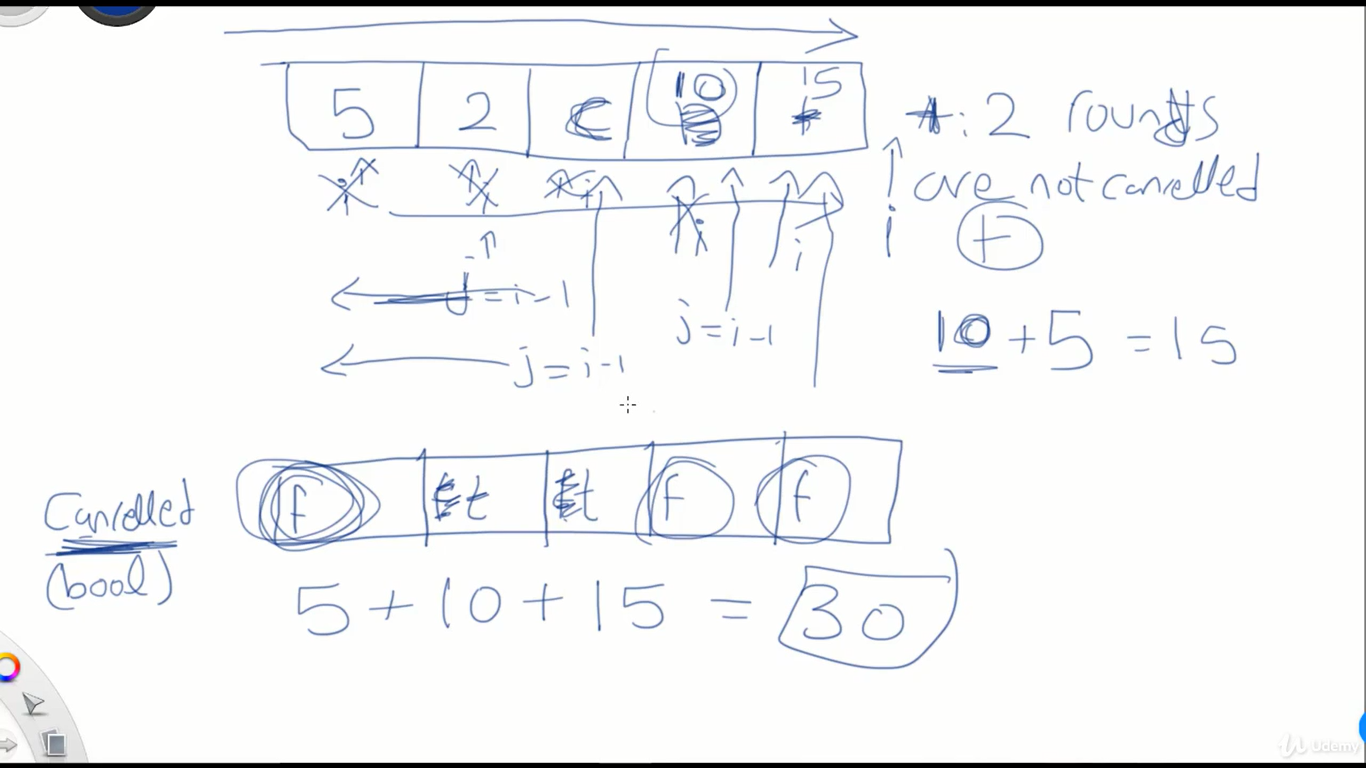 5 2 C 10 15
+: 2 rounds
are not cancelled
i i i i i i
+
j = i - 1
j = i - 1
j = i - 1
10 + 5 = 15
Cancelled
(bool)
f t t f f
5 + 10 + 15 = 30
Udemy